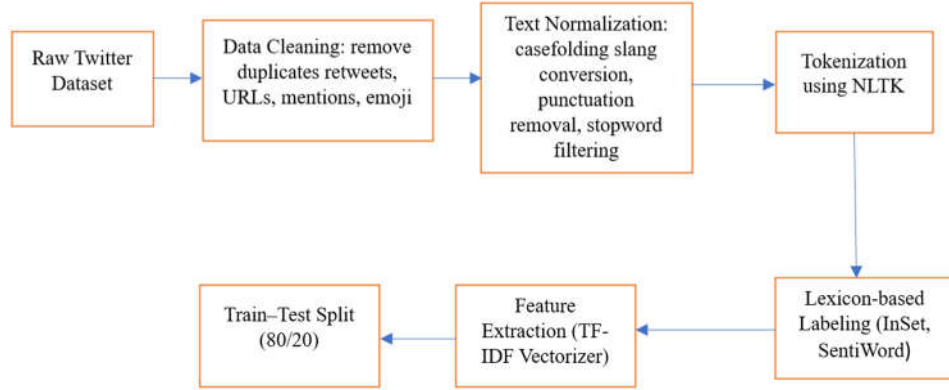 Raw Twitter
Dataset
Data Cleaning: remove
duplicates retweets,
URLs, mentions, emoji
Text Normalization:
casefolding slang
conversion,
punctuation
removal, stopword
filtering
Tokenization
using NLTK
Lexicon-based
Labeling (InSet,
SentiWord)
Feature
Extraction (TF-
IDF Vectorizer)
Train–Test Split
(80/20)